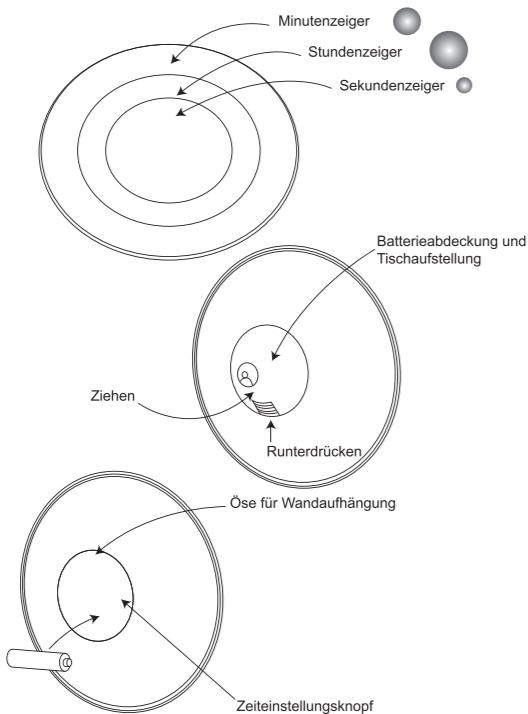 Minutenzeiger
Stundenzeiger
Sekundenzeiger
Batterieabdeckung und
Tischaufstellung
Ziehen
Runterdrücken
Öse für Wandaufhängung
Zeiteinstellungsknopf